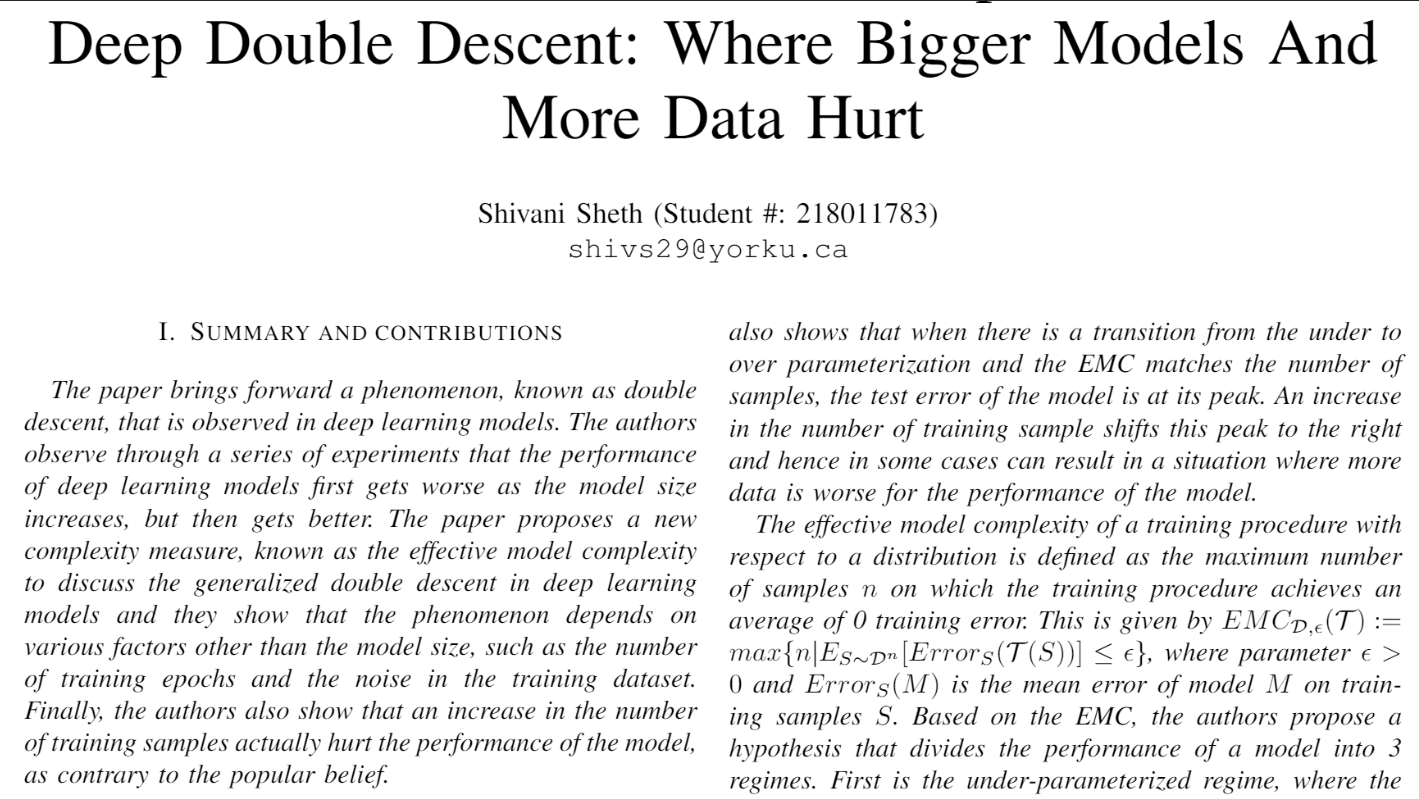 Deep Double Descent: Where Bigger Models And
More Data Hurt
Shivani Sheth (Student #: 218011783)
shivs29@yorku.ca
I. SUMMARY AND CONTRIBUTIONS
The paper brings forward a phenomenon, known as double
descent, that is observed in deep learning models. The authors
observe through a series of experiments that the performance
of deep learning models first gets worse as the model size
increases, but then gets better. The paper proposes a new
complexity measure, known as the effective model complexity
to discuss the generalized double descent in deep learning
models and they show that the phenomenon depends on
various factors other than the model size, such as the number
of training epochs and the noise in the training dataset.
Finally, the authors also show that an increase in the number
of training samples actually hurt the performance of the model,
as contrary to the popular belief.
also shows that when there is a transition from the under to
over parameterization and the EMC matches the number of
samples, the test error of the model is at its peak. An increase
in the number of training sample shifts this peak to the right
and hence in some cases can result in a situation where more
data is worse for the performance of the model.
The effective model complexity of a training procedure with
respect to a distribution is defined as the maximum number
of samples n on which the training procedure achieves an
average of 0 training error. This is given by EMC_{𝒟,ϵ}(𝒯) :=
max{n|E_{S∼𝒟ⁿ}[Error_S(𝒯(S))] ≤ ϵ}, where parameter ϵ >
0 and Error_S(M) is the mean error of model M on train-
ing samples S. Based on the EMC, the authors propose a
hypothesis that divides the performance of a model into 3
regimes. First is the under-parameterized regime, where the